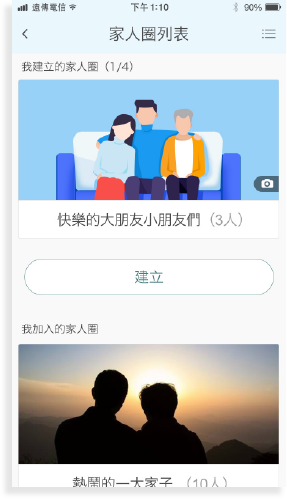 遠傳電信 下午1:10 90%
家人圈列表
我建立的家人圈（1/4）
快樂的大朋友小朋友們（3人）
建立
我加入的家人圈
熱鬧的一大家子（10人）